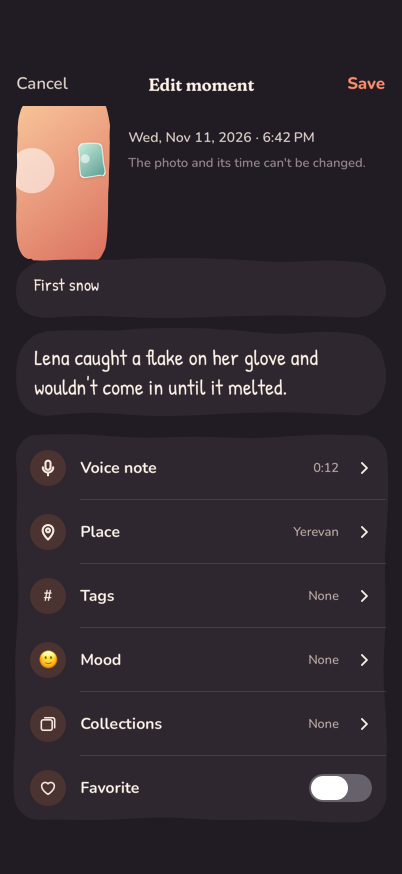 Cancel
Edit moment
Save
Wed, Nov 11, 2026 · 6:42 PM
The photo and its time can't be changed.
First snow
Lena caught a flake on her glove and
wouldn't come in until it melted.
Voice note 0:12
Place Yerevan
# Tags None
Mood None
Collections None
Favorite